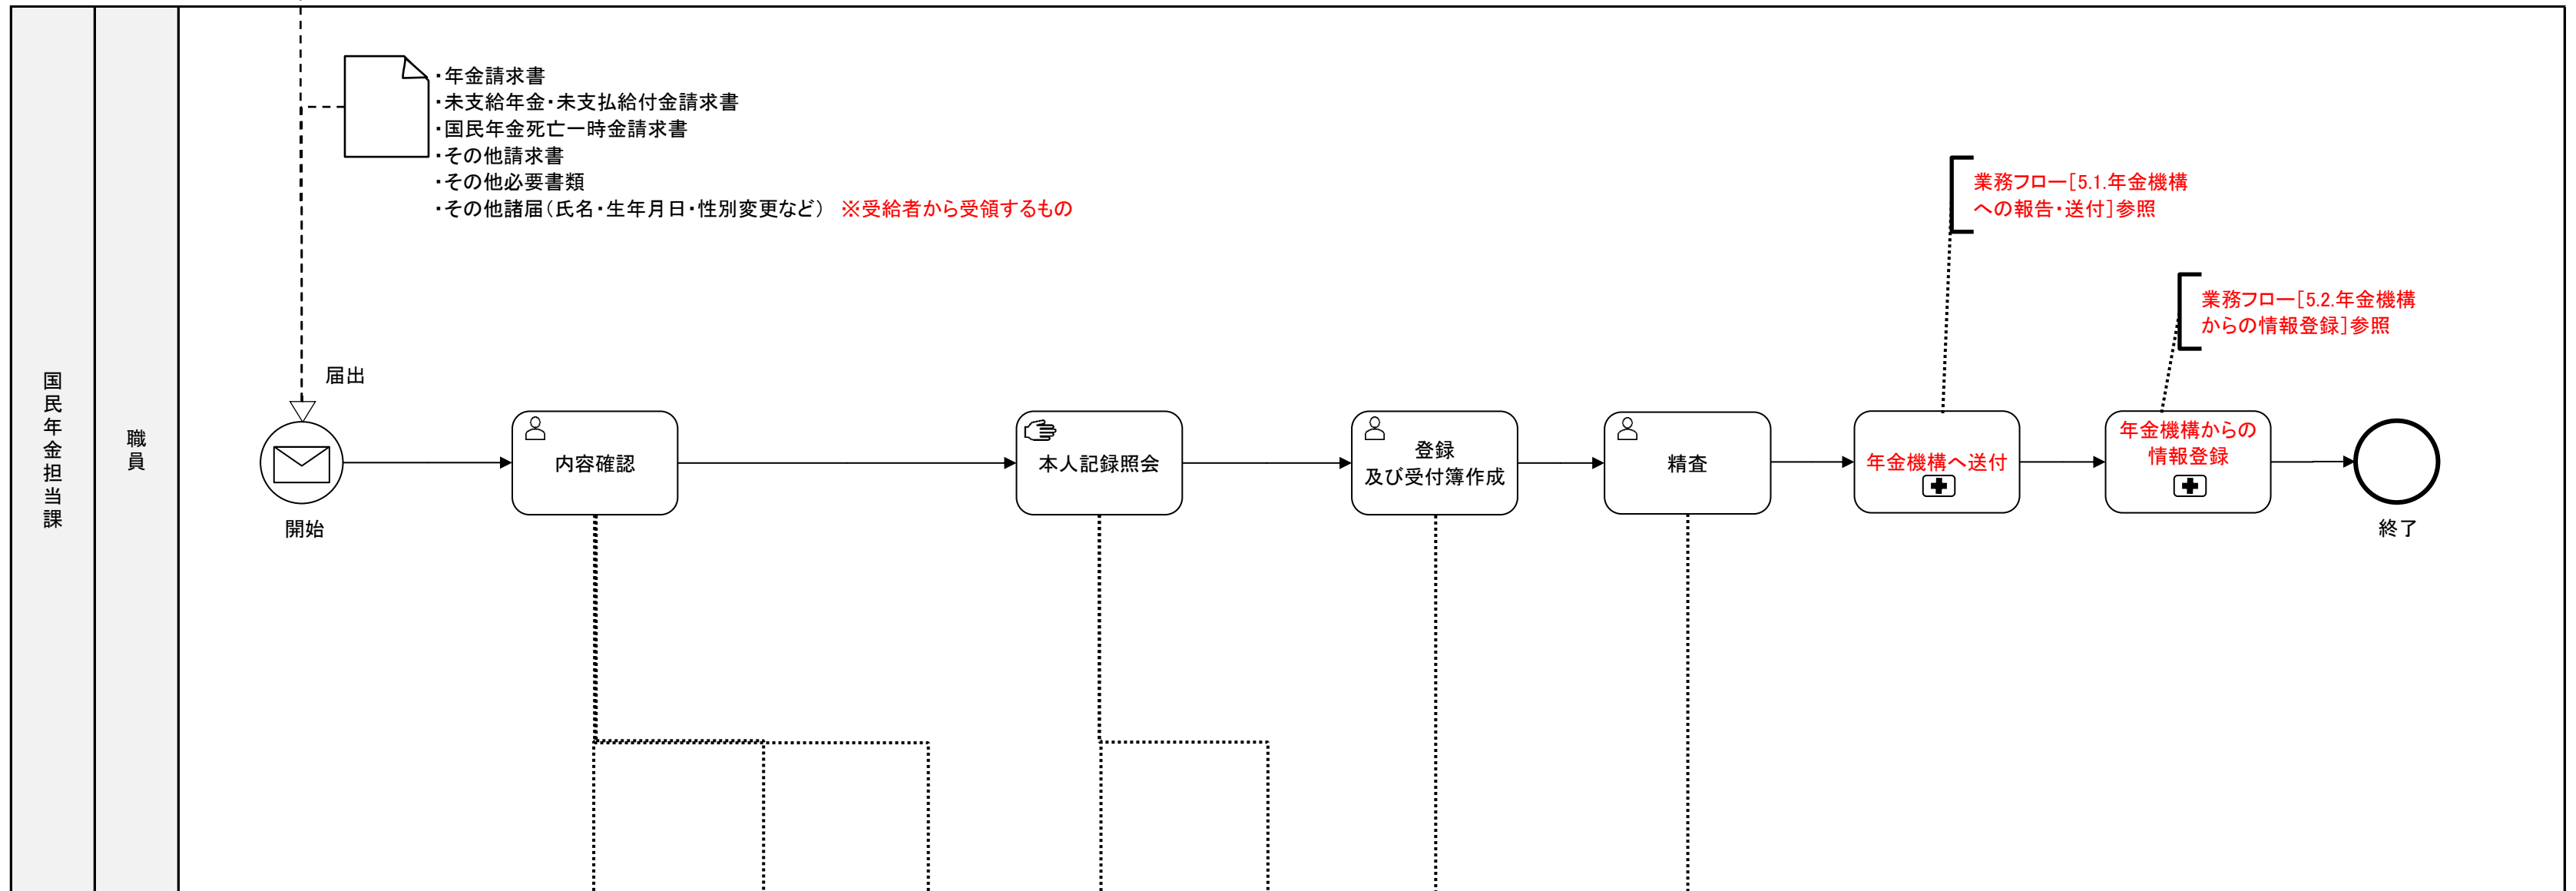 国民年金担当課
職員
・年金請求書
・未支給年金・未支払給付金請求書
・国民年金死亡一時金請求書
・その他請求書
・その他必要書類
・その他諸届（氏名・生年月日・性別変更など） ※受給者から受領するもの
業務フロー[5.1.年金機構
への報告・送付]参照
業務フロー[5.2.年金機構
からの情報登録]参照
届出
開始
内容確認
本人記録照会
登録
及び受付簿作成
精査
年金機構へ送付
年金機構からの
情報登録
終了